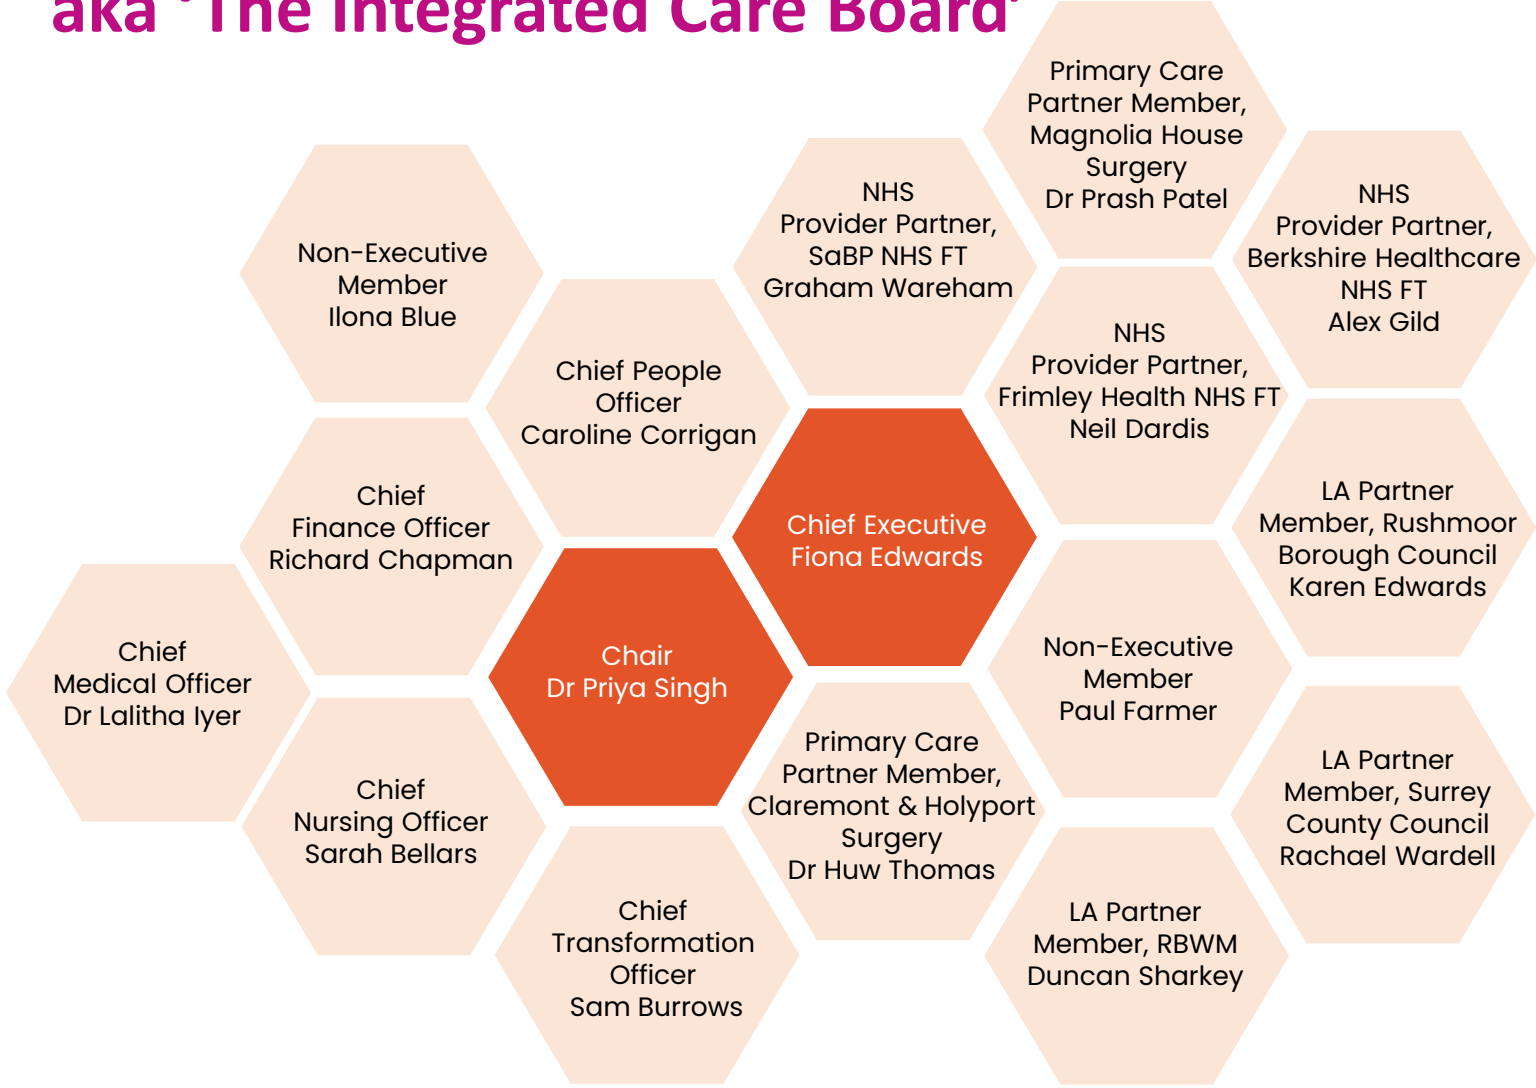 aka ‘The Integrated Care Board’
Primary Care
Partner Member,
Magnolia House
Surgery
Dr Prash Patel
NHS
Provider Partner,
SaBP NHS FT
Graham Wareham
NHS
Provider Partner,
Berkshire Healthcare
NHS FT
Alex Gild
Non-Executive
Member
Ilona Blue
Chief People
Officer
Caroline Corrigan
NHS
Provider Partner,
Frimley Health NHS FT
Neil Dardis
Chief
Finance Officer
Richard Chapman
Chief Executive
Fiona Edwards
LA Partner
Member, Rushmoor
Borough Council
Karen Edwards
Chief
Medical Officer
Dr Lalitha Iyer
Chair
Dr Priya Singh
Non-Executive
Member
Paul Farmer
Chief
Nursing Officer
Sarah Bellars
Primary Care
Partner Member,
Claremont & Holyport
Surgery
Dr Huw Thomas
LA Partner
Member, Surrey
County Council
Rachael Wardell
Chief
Transformation
Officer
Sam Burrows
LA Partner
Member, RBWM
Duncan Sharkey